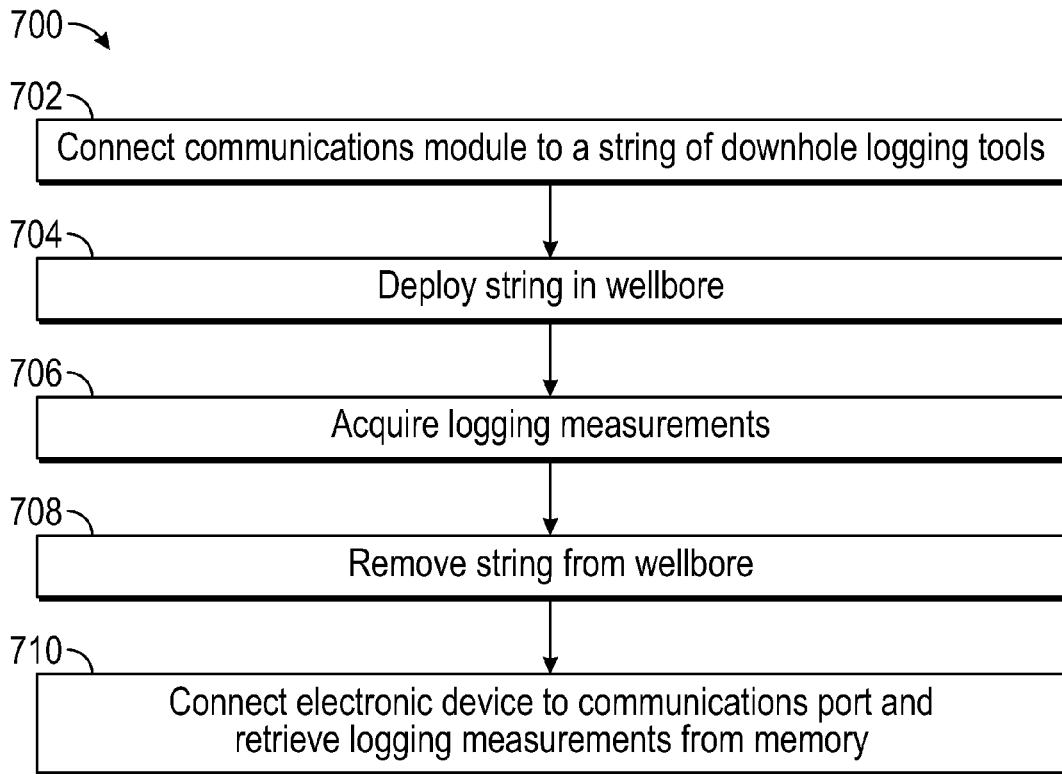 700
702
Connect communications module to a string of downhole logging tools
704
Deploy string in wellbore
706
Acquire logging measurements
708
Remove string from wellbore
710
Connect electronic device to communications port and
retrieve logging measurements from memory